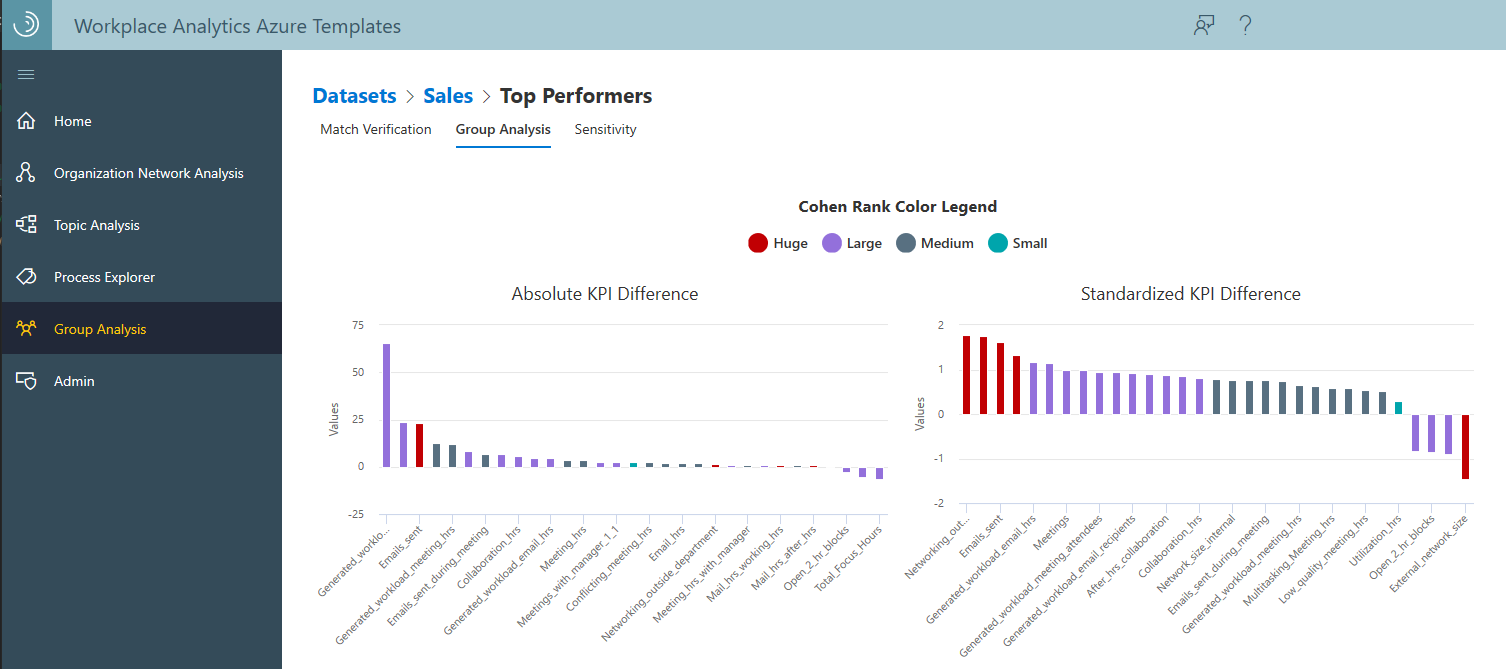 Workplace Analytics Azure Templates
Home
Organization Network Analysis
Topic Analysis
Process Explorer
Group Analysis
Admin
Datasets > Sales > Top Performers
Match Verification Group Analysis Sensitivity
Cohen Rank Color Legend
Huge Large Medium Small
Absolute KPI Difference
75
50
25
0
-25
Values
Generated_worklo...
Emails_sent
Generated_workload_meeting_hrs
Emails_sent_during_meeting
Collaboration_hrs
Generated_workload_email_hrs
Meeting_hrs
Meetings_with_manager_1_1
Conflicting_meeting_hrs
Email_hrs
Networking_outside_department
Meeting_hrs_with_manager
Mail_hrs_working_hrs
Mail_hrs_after_hrs
Open_2_hr_blocks
Total_Focus_Hours
Standardized KPI Difference
2
1
0
-1
-2
Values
Networking_out...
Emails_sent
Generated_workload_email_hrs
Meetings
Generated_workload_meeting_attendees
Generated_workload_email_recipients
After_hrs_collaboration
Collaboration_hrs
Network_size_internal
Emails_sent_during_meeting
Generated_workload_meeting_hrs
Multitasking_Meeting_hrs
Low_quality_meeting_hrs
Utilization_hrs
Open_2_hr_blocks
External_network_size